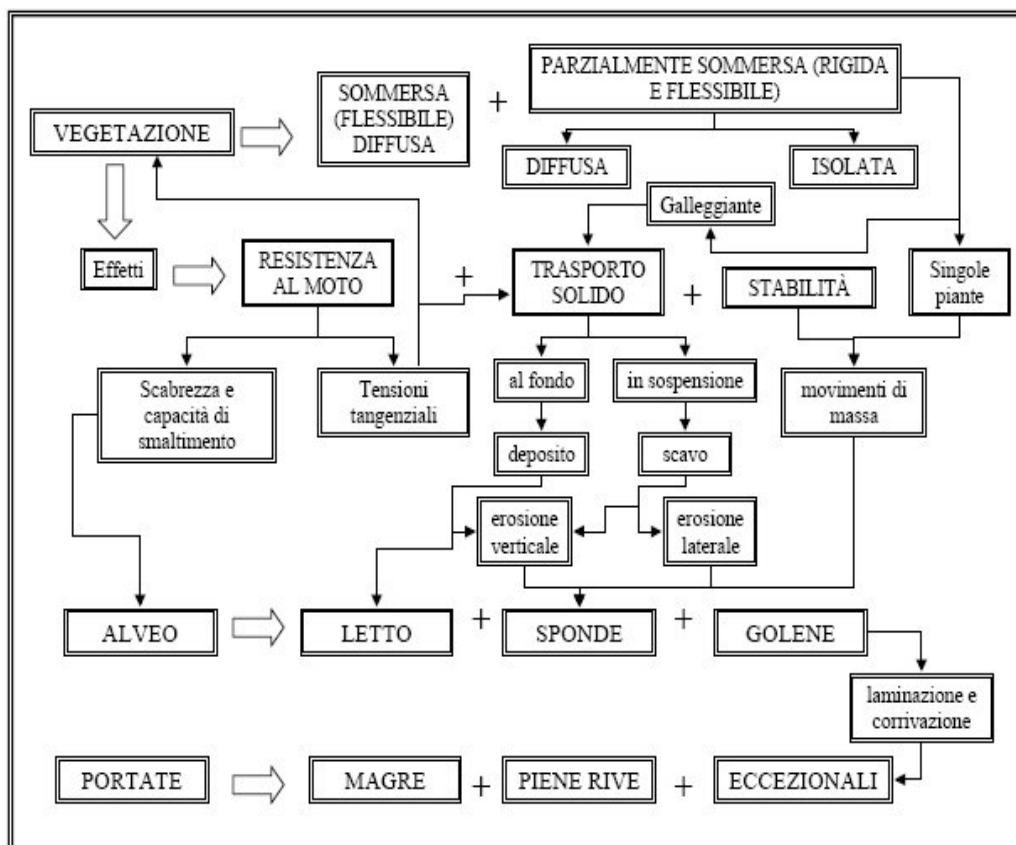 PARZIALMENTE SOMMERSA (RIGIDA
E FLESSIBILE)
SOMMERSA
(FLESSIBILE)
DIFFUSA
+
VEGETAZIONE
DIFFUSA
ISOLATA
Galleggiante
Effetti
RESISTENZA
AL MOTO
+
TRASPORTO
SOLIDO
+
STABILITÀ
Singole
piante
Scabrezza e
capacità di
smaltimento
Tensioni
tangenziali
al fondo
in sospensione
movimenti di
massa
deposito
scavo
erosione
verticale
erosione
laterale
ALVEO
LETTO
+
SPONDE
+
GOLENE
laminazione e
corrivazione
PORTATE
MAGRE
+
PIENE RIVE
+
ECCEZIONALI